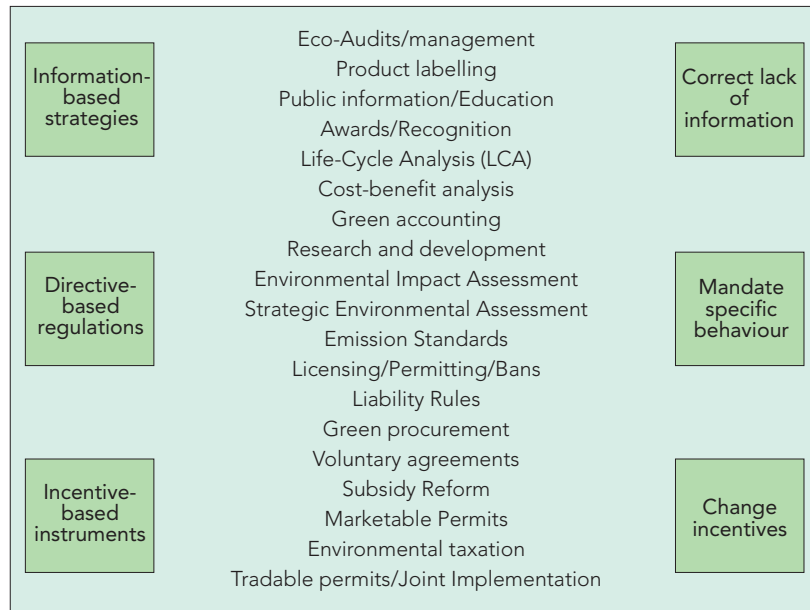 Information-
based
strategies
Directive-
based
regulations
Incentive-
based
instruments
Eco-Audits/management
Product labelling
Public information/Education
Awards/Recognition
Life-Cycle Analysis (LCA)
Cost-benefit analysis
Green accounting
Research and development
Environmental Impact Assessment
Strategic Environmental Assessment
Emission Standards
Licensing/Permitting/Bans
Liability Rules
Green procurement
Voluntary agreements
Subsidy Reform
Marketable Permits
Environmental taxation
Tradable permits/Joint Implementation
Correct lack
of
information
Mandate
specific
behaviour
Change
incentives